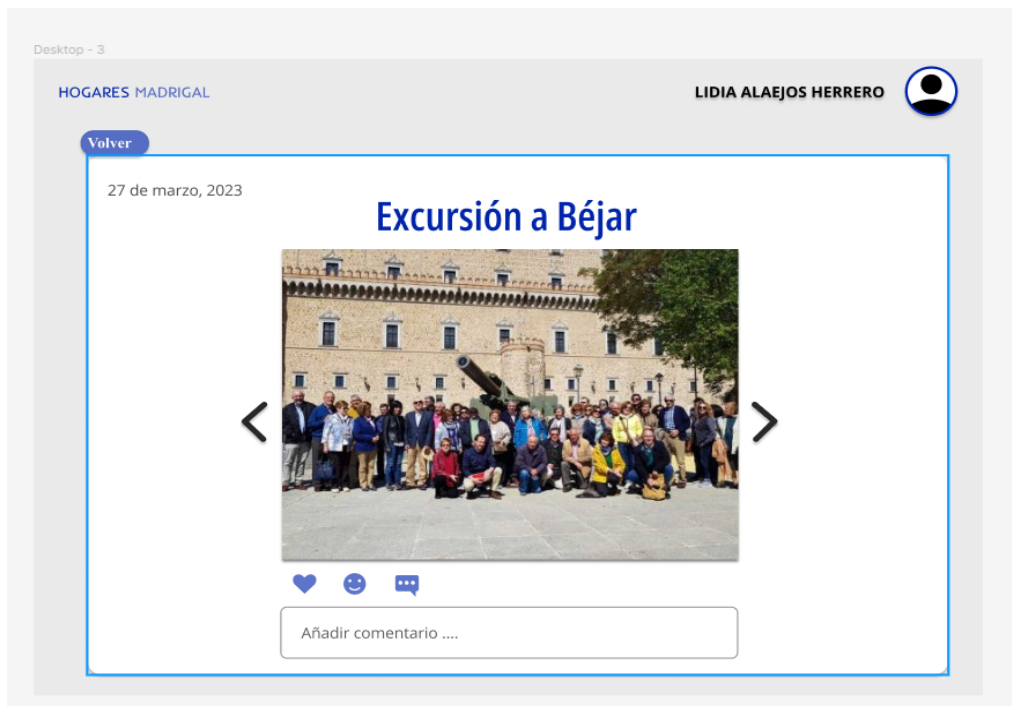 Desktop - 3
HOGARES MADRIGAL
LIDIA ALAEJOS HERRERO
Volver
27 de marzo, 2023
Excursión a Béjar
Añadir comentario ....